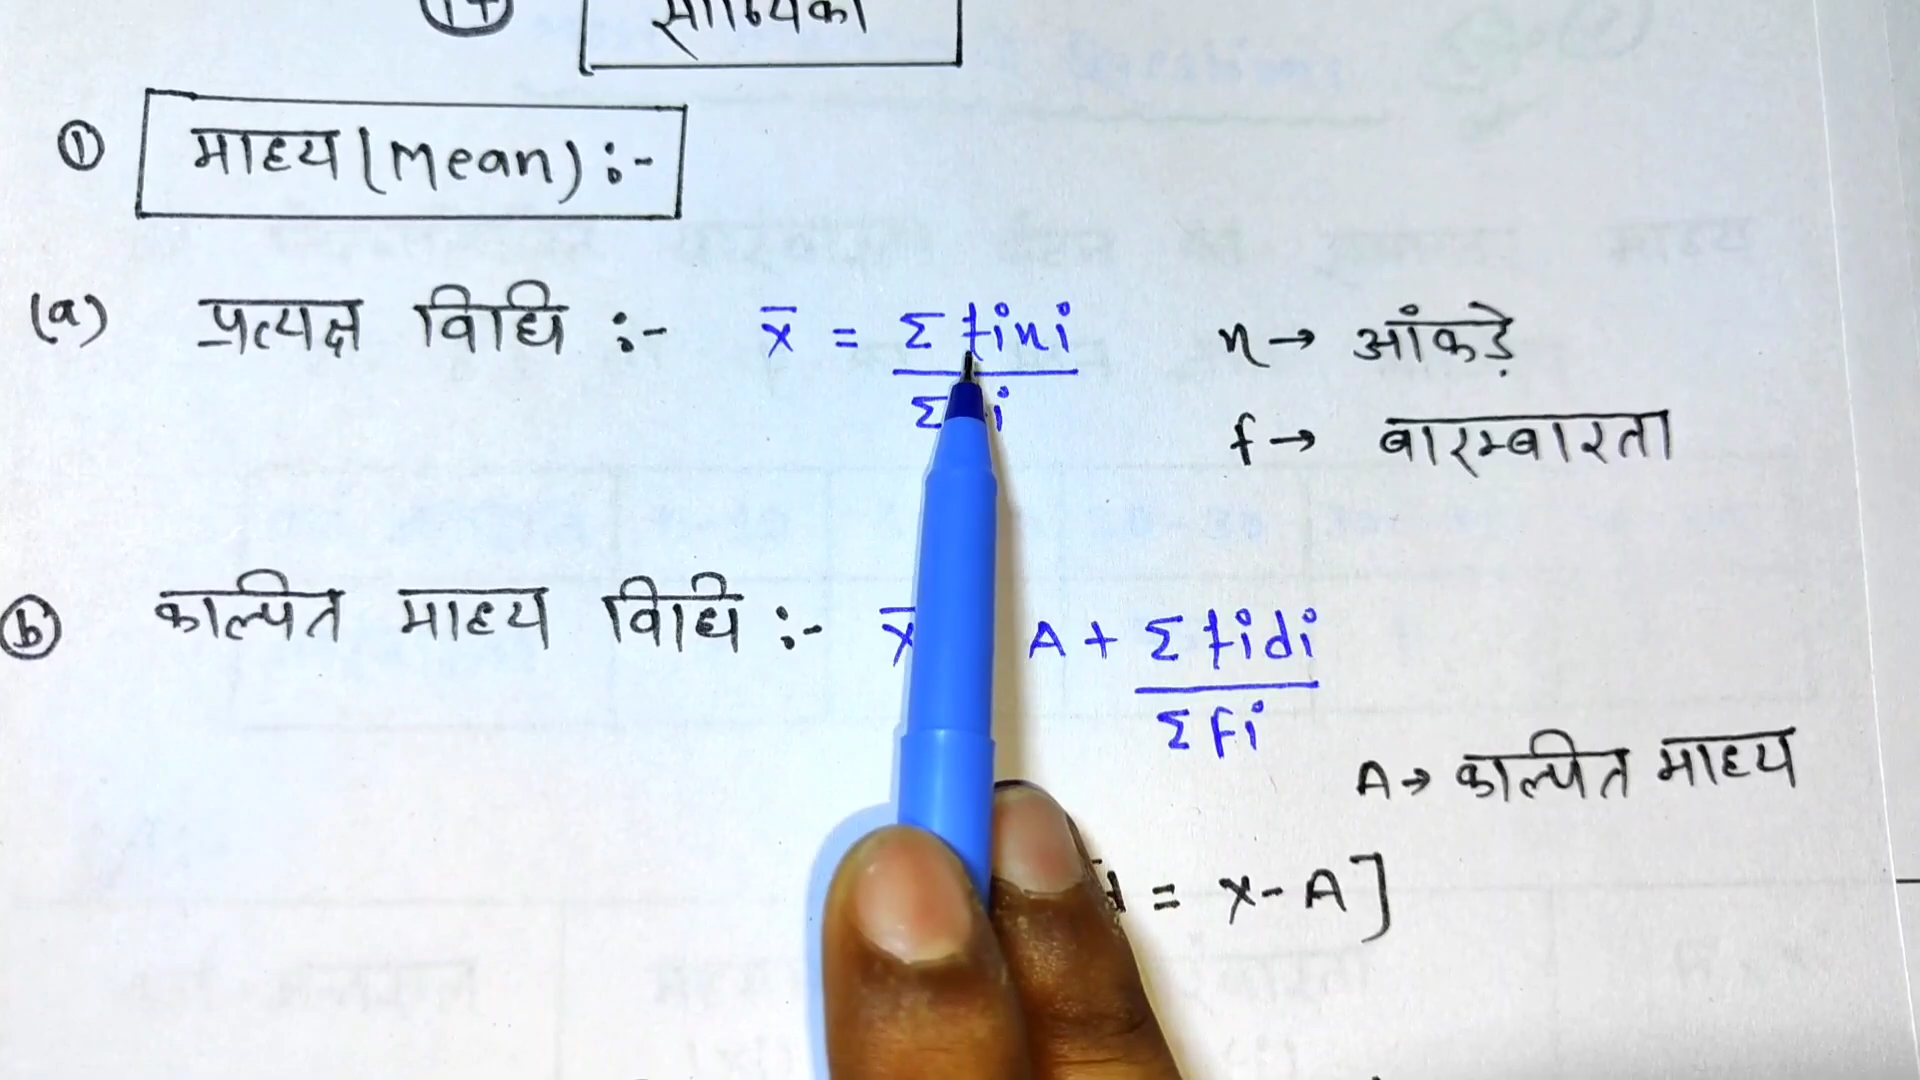 सांख्यिकी
① माध्य (Mean) :-
(a) प्रत्यक्ष विधि :- x̄ = Σfixi / Σfi x → आंकड़े
f → बारम्बारता
(b) कल्पित माध्य विधि :- x̄ A + Σfidi / Σfi
A → कल्पित माध्य
d = x - A]